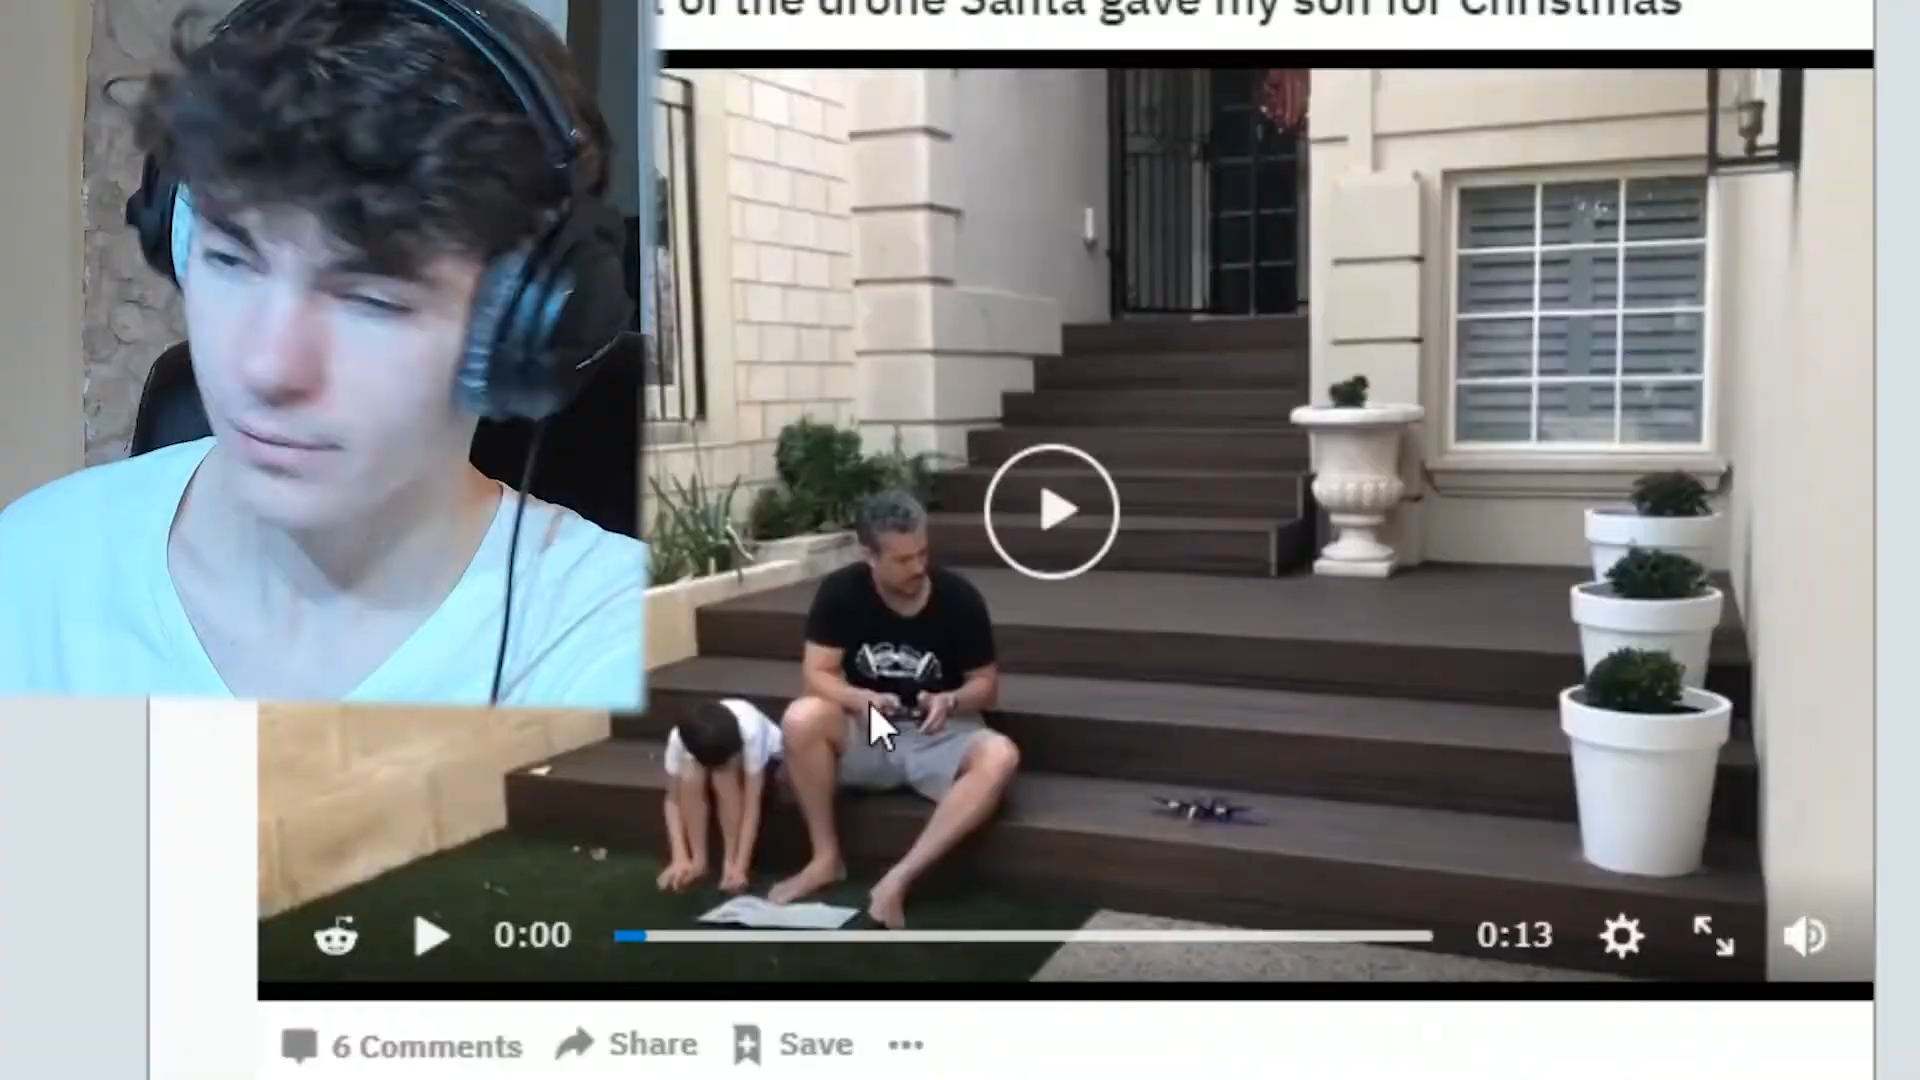 of the drone Santa gave my son for Christmas
0:00
0:13
6 Comments Share Save